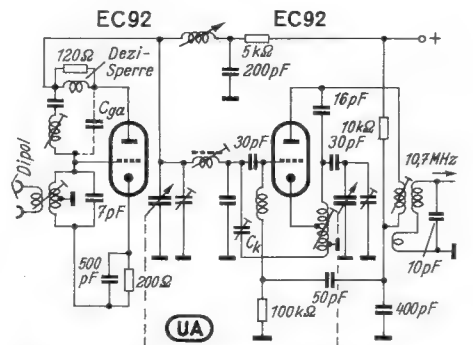 EC92
EC92
120Ω
Dezi-
Sperre
5kΩ
+
200pF
Cga
16pF
10kΩ
30pF
30pF
10,7MHz
Dipol
7pF
Ck
10pF
500
pF
200Ω
50pF
100kΩ
400pF
UA